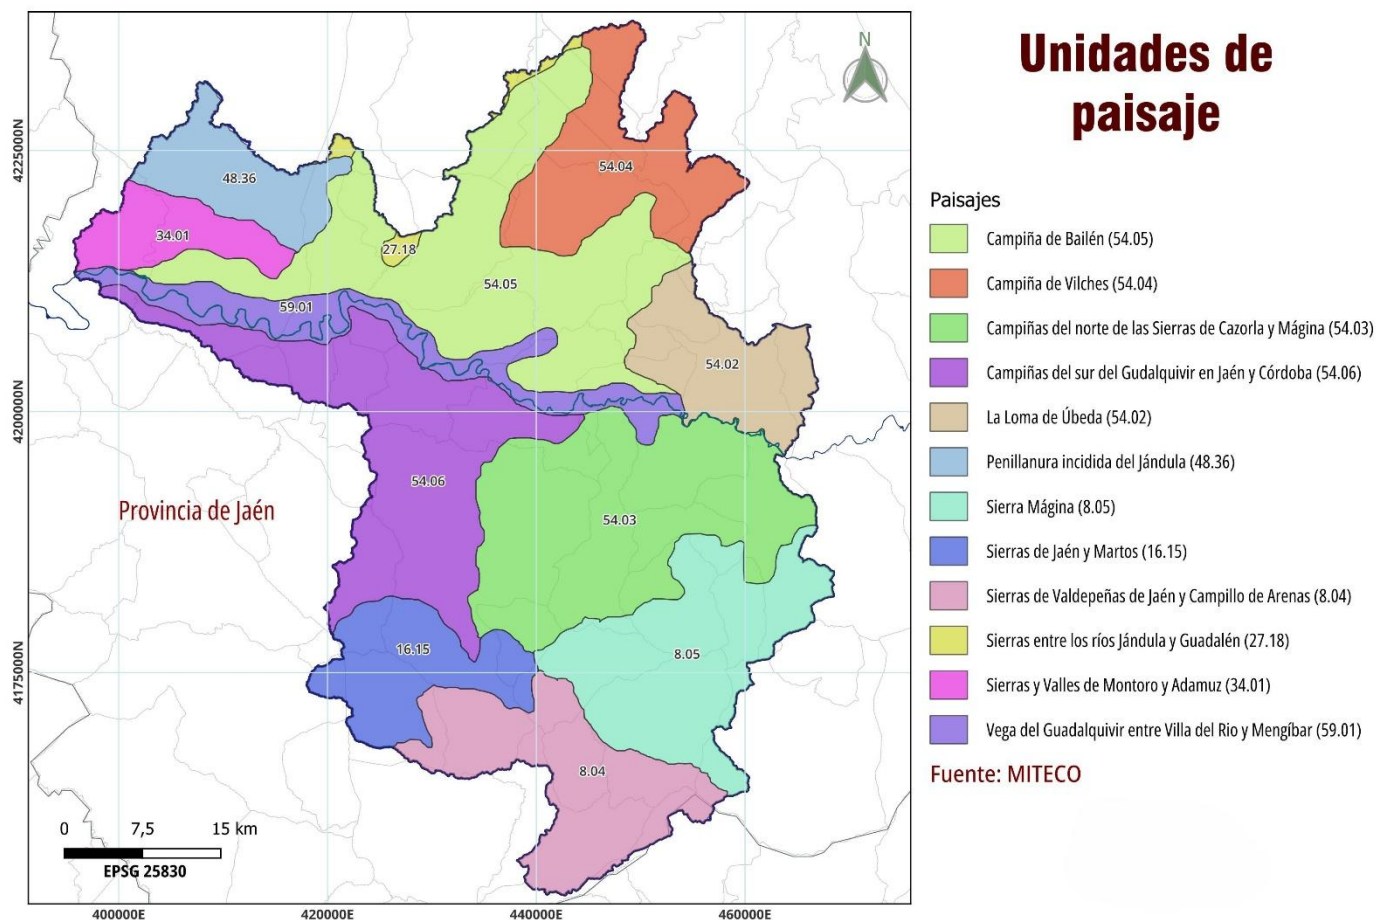 Unidades de
paisaje
N
4225000N
4200000N
4175000N
48.36
34.01
27.18
54.04
54.05
59.01
54.02
54.06
54.03
16.15
8.05
8.04
Provincia de Jaén
0 7,5 15 km
EPSG 25830
400000E 420000E 440000E 460000E
Paisajes
Campiña de Bailén (54.05)
Campiña de Vilches (54.04)
Campiñas del norte de las Sierras de Cazorla y Mágina (54.03)
Campiñas del sur del Gudalquivir en Jaén y Córdoba (54.06)
La Loma de Úbeda (54.02)
Penillanura incidida del Jándula (48.36)
Sierra Mágina (8.05)
Sierras de Jaén y Martos (16.15)
Sierras de Valdepeñas de Jaén y Campillo de Arenas (8.04)
Sierras entre los ríos Jándula y Guadalén (27.18)
Sierras y Valles de Montoro y Adamuz (34.01)
Vega del Guadalquivir entre Villa del Rio y Mengíbar (59.01)
Fuente: MITECO